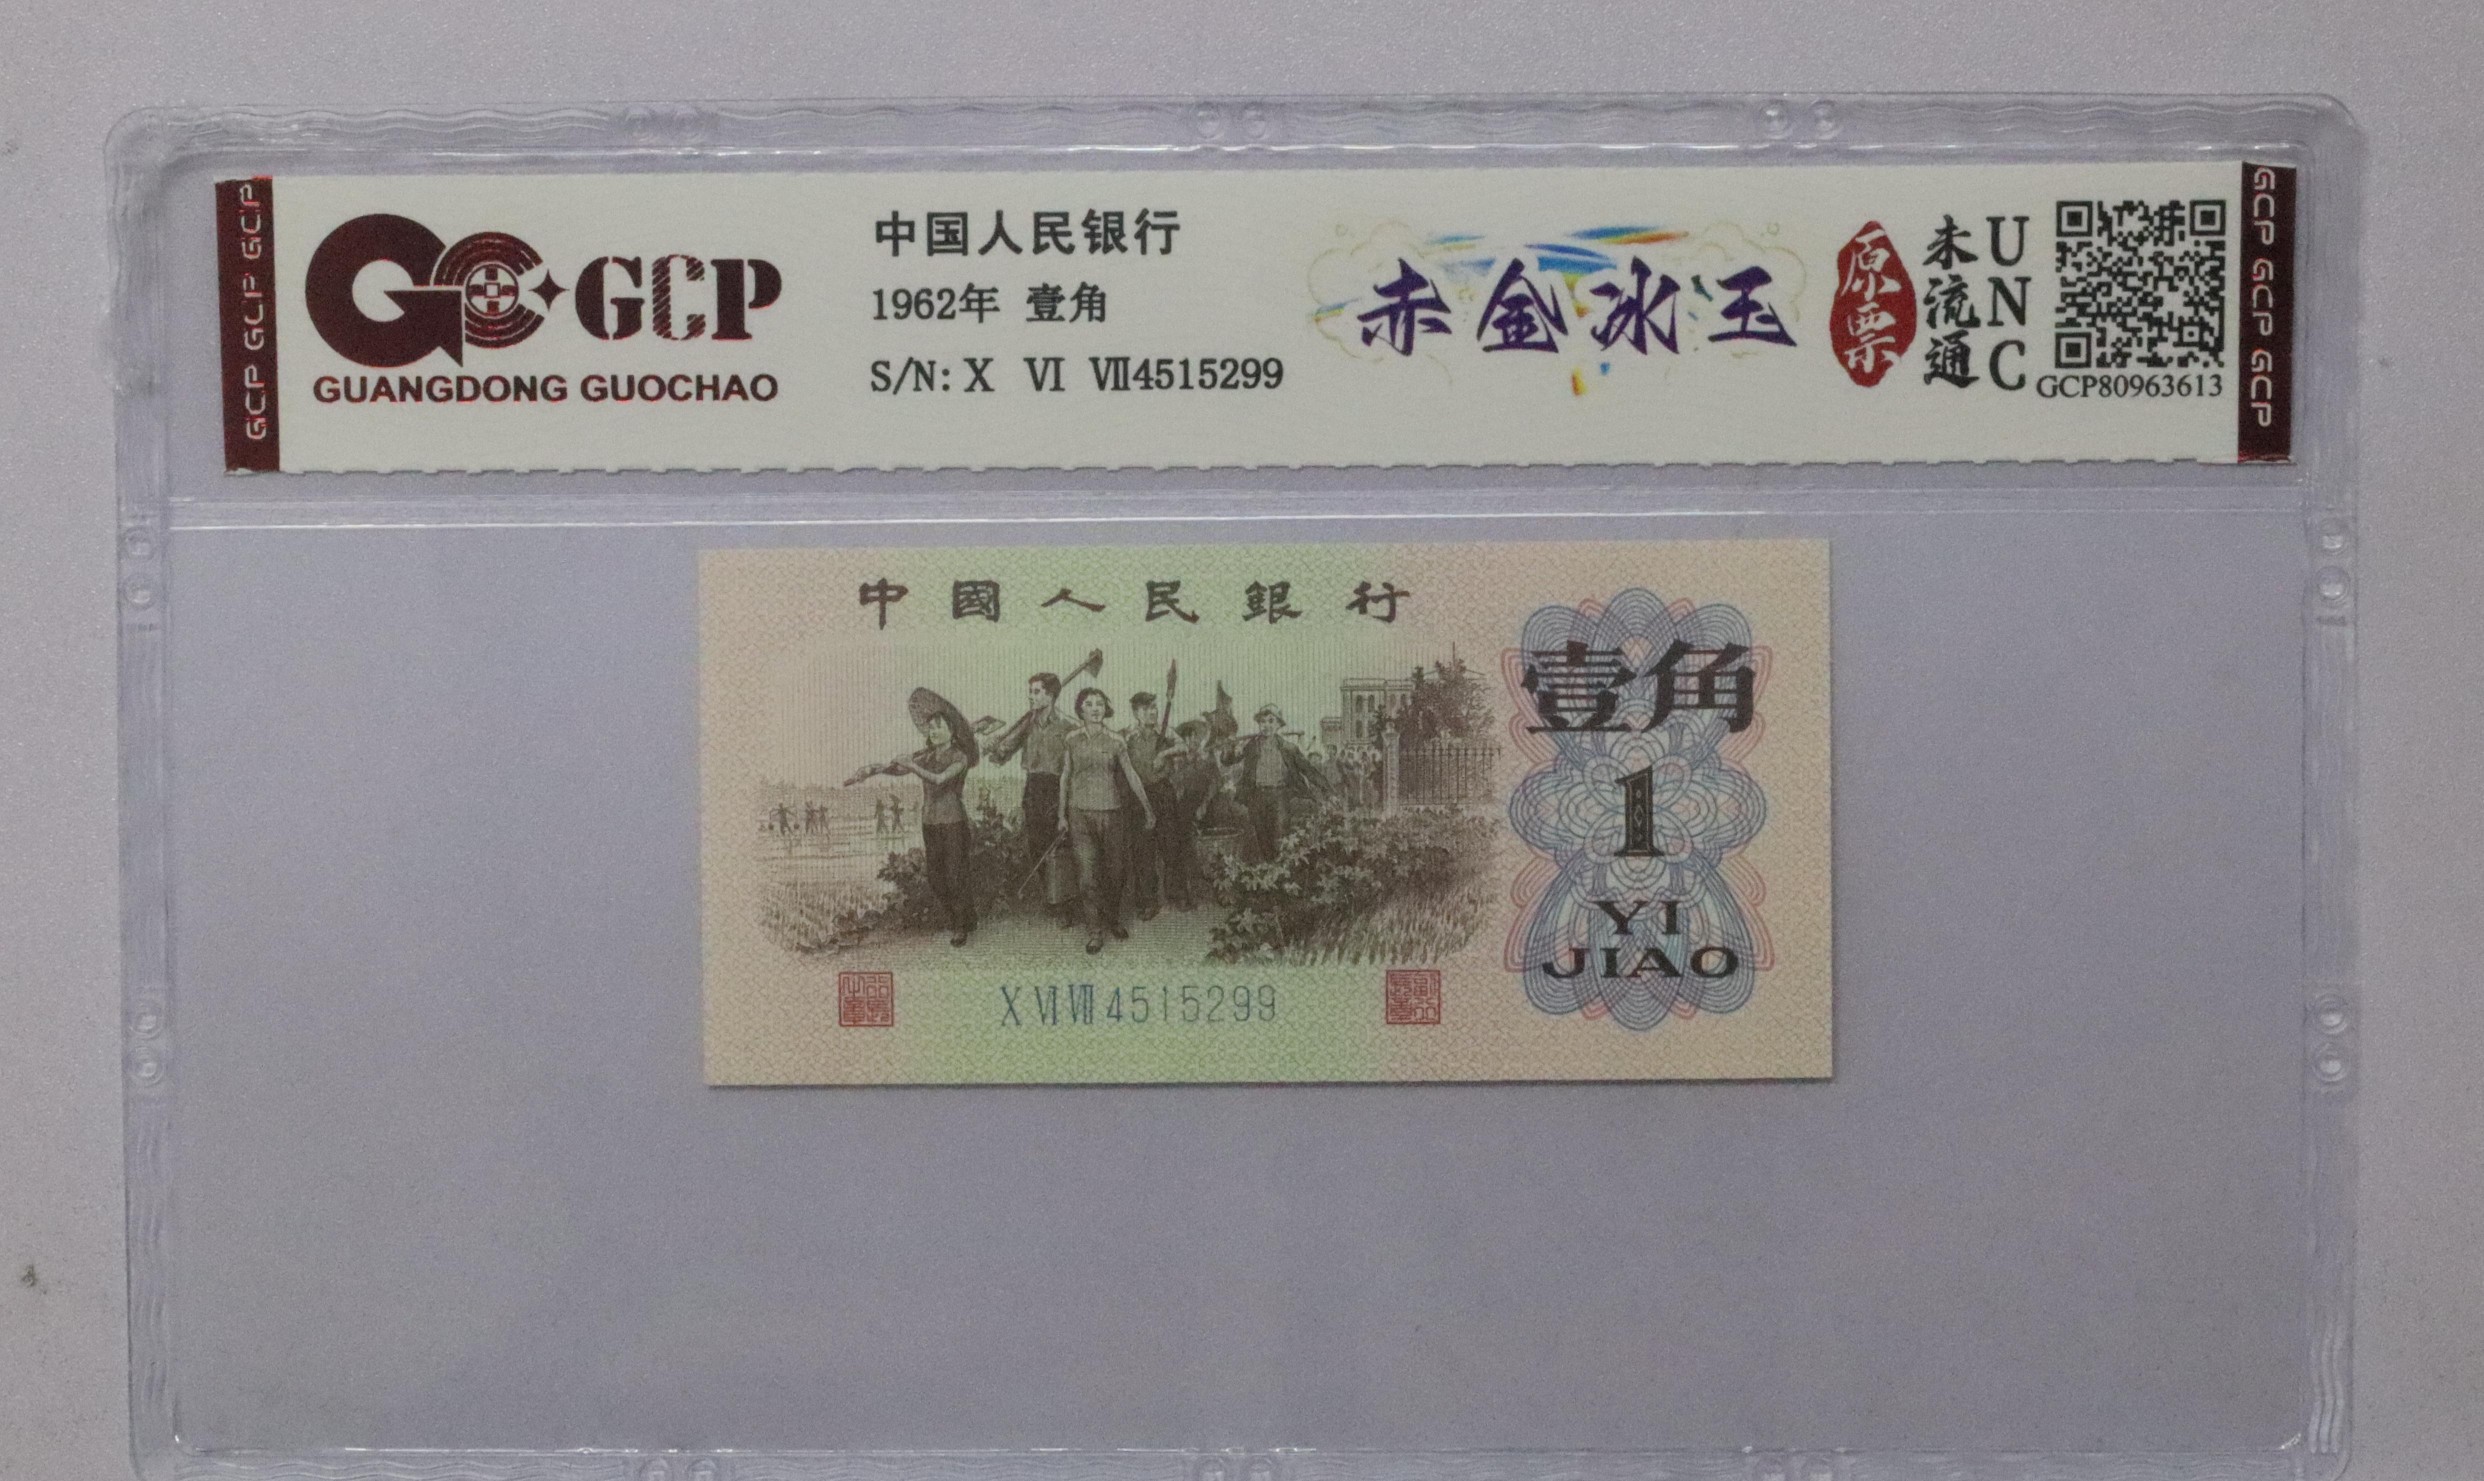 GCP GCP GCP
GCP
GUANGDONG GUOCHAO
中国人民银行
1962年 壹角
S/N: X VI VII4515299
赤金冰玉
原票
未流通
UNC
GCP80963613
GCP GCP GCP
中國人民銀行
壹角
1
YI
JIAO
X VI VII 4515299